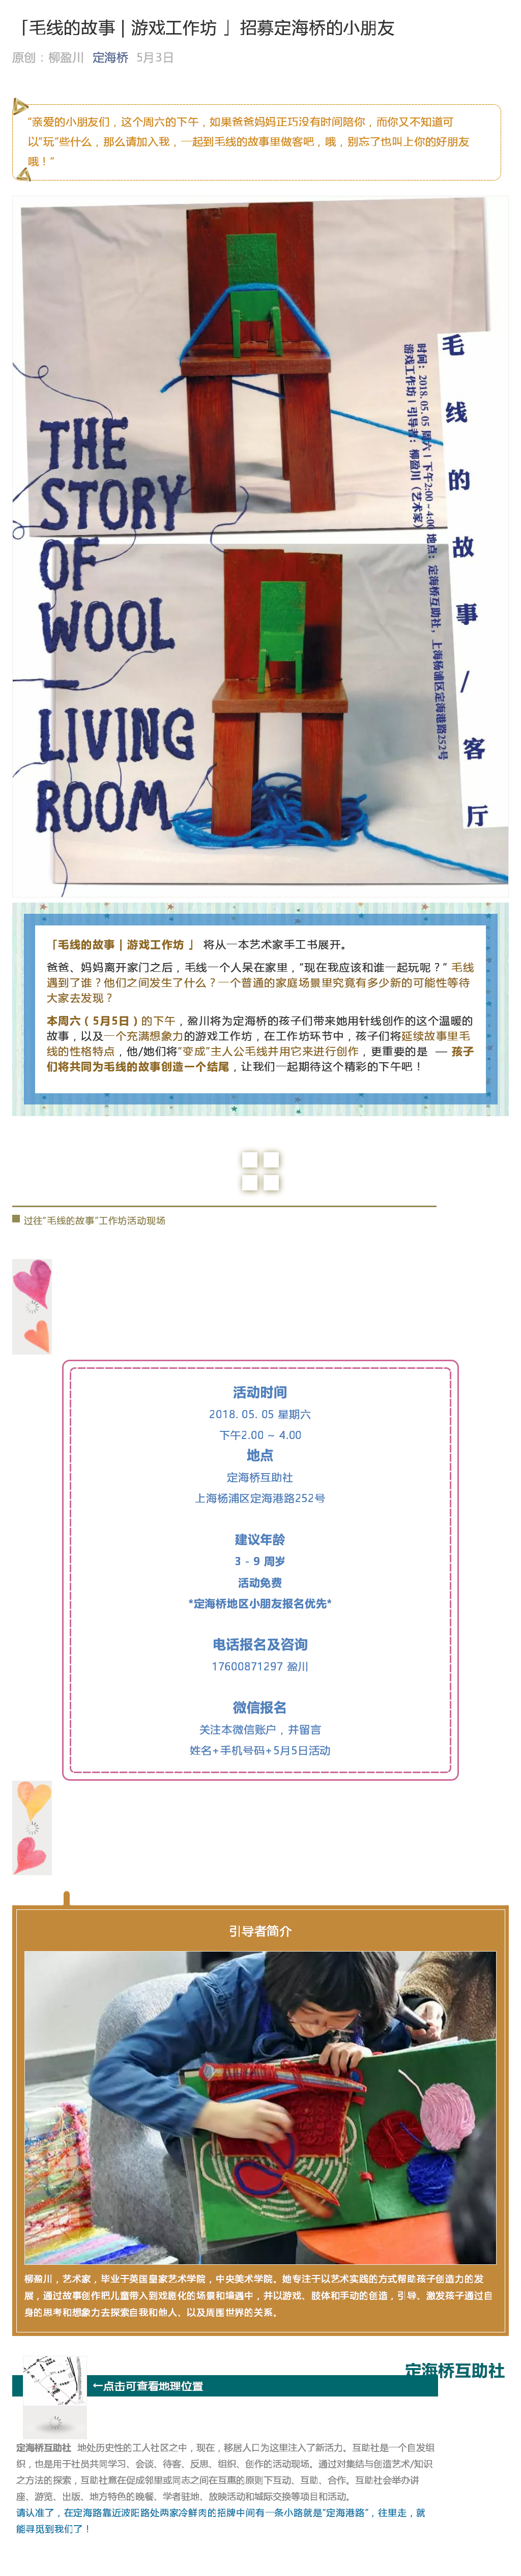 「毛线的故事 | 游戏工作坊 」招募定海桥的小朋友
原创：柳盈川 定海桥 5月3日
“亲爱的小朋友们，这个周六的下午，如果爸爸妈妈正巧没有时间陪你，而你又不知道可
以“玩”些什么，那么请加入我，一起到毛线的故事里做客吧，哦，别忘了也叫上你的好朋友
哦！”
毛线的故事/客厅
时间：2018.05.05 周六 | 下午2:00～4:00 地点：定海桥互助社，上海杨浦区定海港路252号
游戏工作坊 | 引导者：柳盈川（艺术家）
THE
STORY
OF
WOOL
—
LIVING
ROOM
「毛线的故事 | 游戏工作坊 」 将从一本艺术家手工书展开。
爸爸、妈妈离开家门之后，毛线一个人呆在家里，“现在我应该和谁一起玩呢？” 毛线
遇到了谁？他们之间发生了什么？一个普通的家庭场景里究竟有多少新的可能性等待
大家去发现？
本周六（ 5月5日 ）的下午，盈川将为定海桥的孩子们带来她用针线创作的这个温暖的
故事，以及一个充满想象力的游戏工作坊，在工作坊环节中，孩子们将延续故事里毛
线的性格特点，他/她们将“变成”主人公毛线并用它来进行创作，更重要的是 — 孩子
们将共同为毛线的故事创造一个结尾，让我们一起期待这个精彩的下午吧！
过往“毛线的故事”工作坊活动现场
活动时间
2018. 05. 05 星期六
下午2.00 ~ 4.00
地点
定海桥互助社
上海杨浦区定海港路252号
建议年龄
3 - 9 周岁
活动免费
*定海桥地区小朋友报名优先*
电话报名及咨询
17600871297 盈川
微信报名
关注本微信账户，并留言
姓名+手机号码+5月5日活动
引导者简介
柳盈川，艺术家，毕业于英国皇家艺术学院，中央美术学院。她专注于以艺术实践的方式帮助孩子创造力的发
展，通过故事创作把儿童带入到戏剧化的场景和境遇中，并以游戏、肢体和手动的创造，引导、激发孩子通过自
身的思考和想象力去探索自我和他人、以及周围世界的关系。
定海桥互助社
←点击可查看地理位置
定海桥互助社 地处历史性的工人社区之中，现在，移居人口为这里注入了新活力。互助社是一个自发组
织，也是用于社员共同学习、会谈、待客、反思、组织、创作的活动现场。通过对集结与创造艺术/知识
之方法的探索，互助社意在促成邻里或同志之间在互惠的原则下互动、互助、合作。互助社会举办讲
座、游览、出版、地方特色的晚餐、学者驻地、放映活动和城际交换等项目和活动。
请认准了，在定海路靠近波阳路处两家冷鲜肉的招牌中间有一条小路就是“定海港路”，往里走，就
能寻觅到我们了！